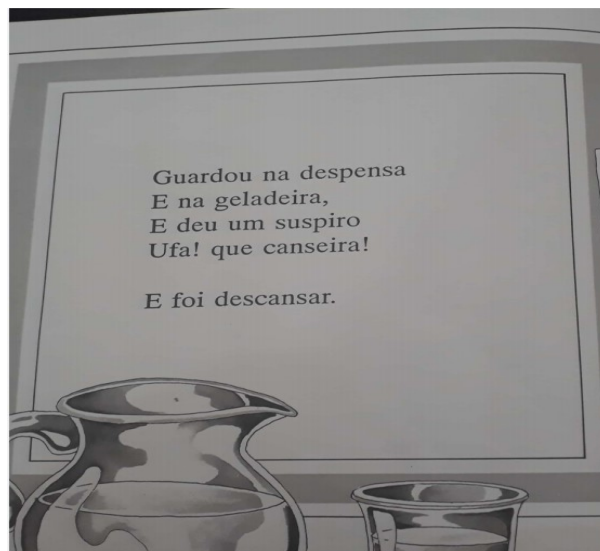 Guardou na despensa
E na geladeira,
E deu um suspiro
Ufa! que canseira!
E foi descansar.